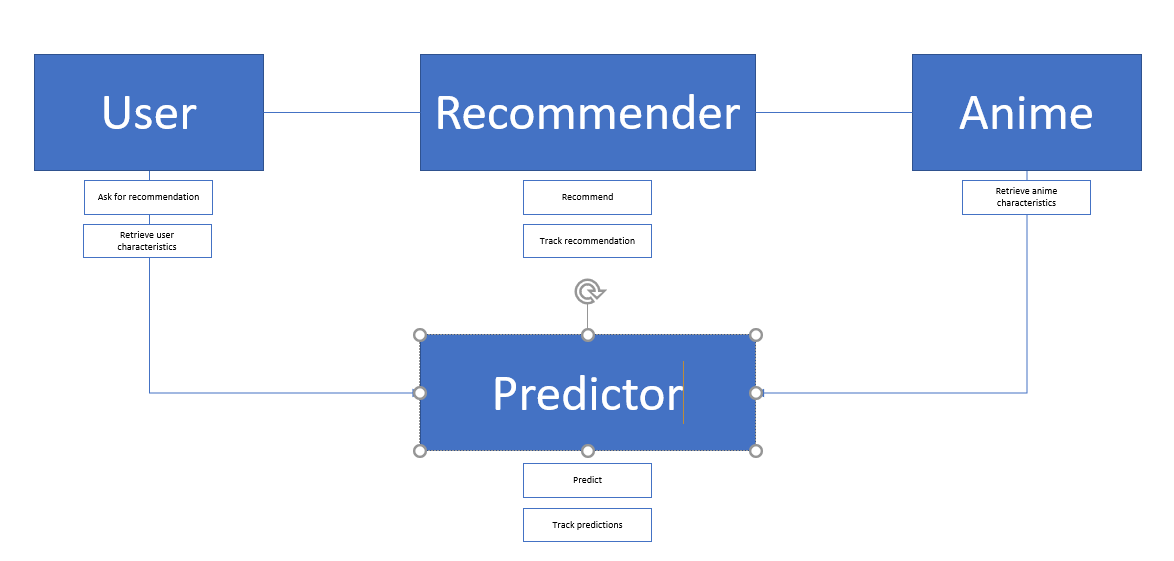 User
Recommender
Anime
Ask for recommendation
Retrieve user
characteristics
Recommend
Track recommendation
Retrieve anime
characteristics
Predictor
Predict
Track predictions